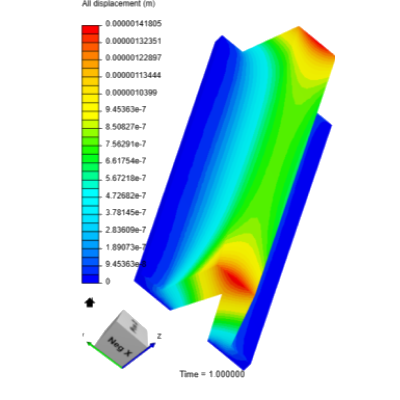 All displacement (m)
0.00000141805
0.00000132351
0.00000122897
0.00000113444
0.0000010399
9.45363e-7
8.50827e-7
7.56291e-7
6.61754e-7
5.67218e-7
4.72682e-7
3.78145e-7
2.83609e-7
1.89073e-7
9.45363e-
0
Neg X
Z
Time = 1.000000